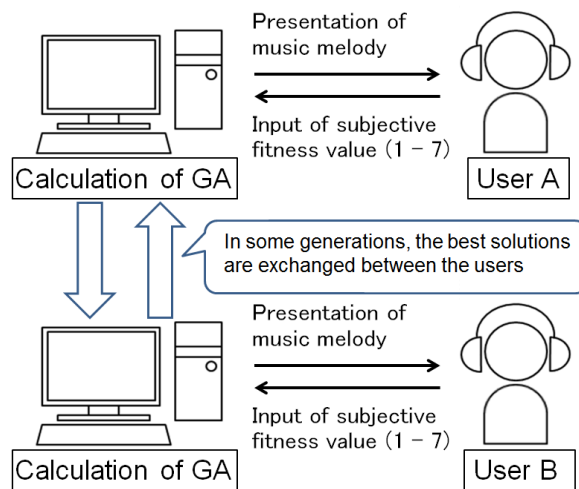 Presentation of
music melody
Input of subjective
fitness value (1 - 7)
Calculation of GA
User A
In some generations, the best solutions
are exchanged between the users
Presentation of
music melody
Input of subjective
fitness value (1 - 7)
Calculation of GA
User B